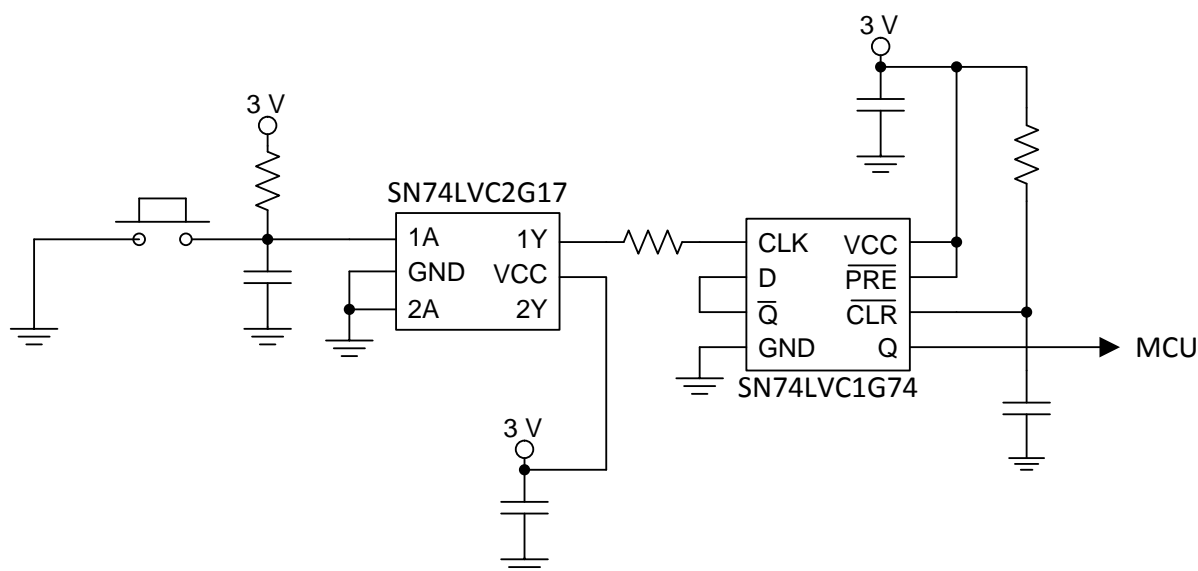 3 V
3 V
SN74LVC2G17
1A 1Y
GND VCC
2A 2Y
CLK VCC
D PRE
Q CLR
GND Q
MCU
SN74LVC1G74
3 V